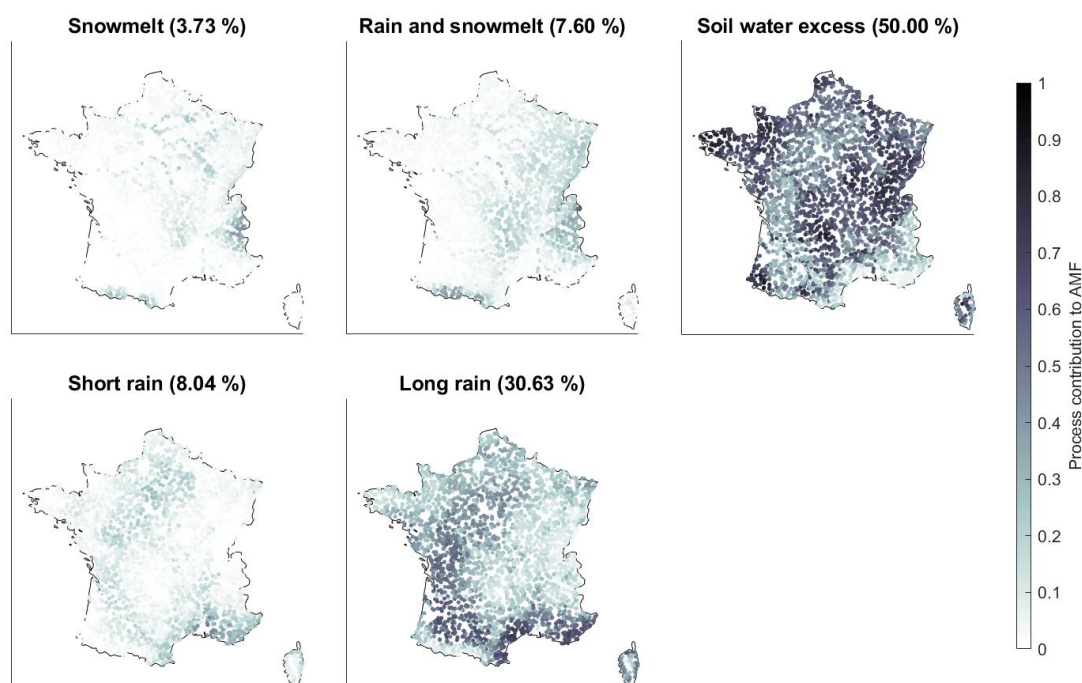 Snowmelt (3.73 %)
Rain and snowmelt (7.60 %)
Soil water excess (50.00 %)
Short rain (8.04 %)
Long rain (30.63 %)
1
0.9
0.8
0.7
0.6
0.5
0.4
0.3
0.2
0.1
0
Process contribution to AMF